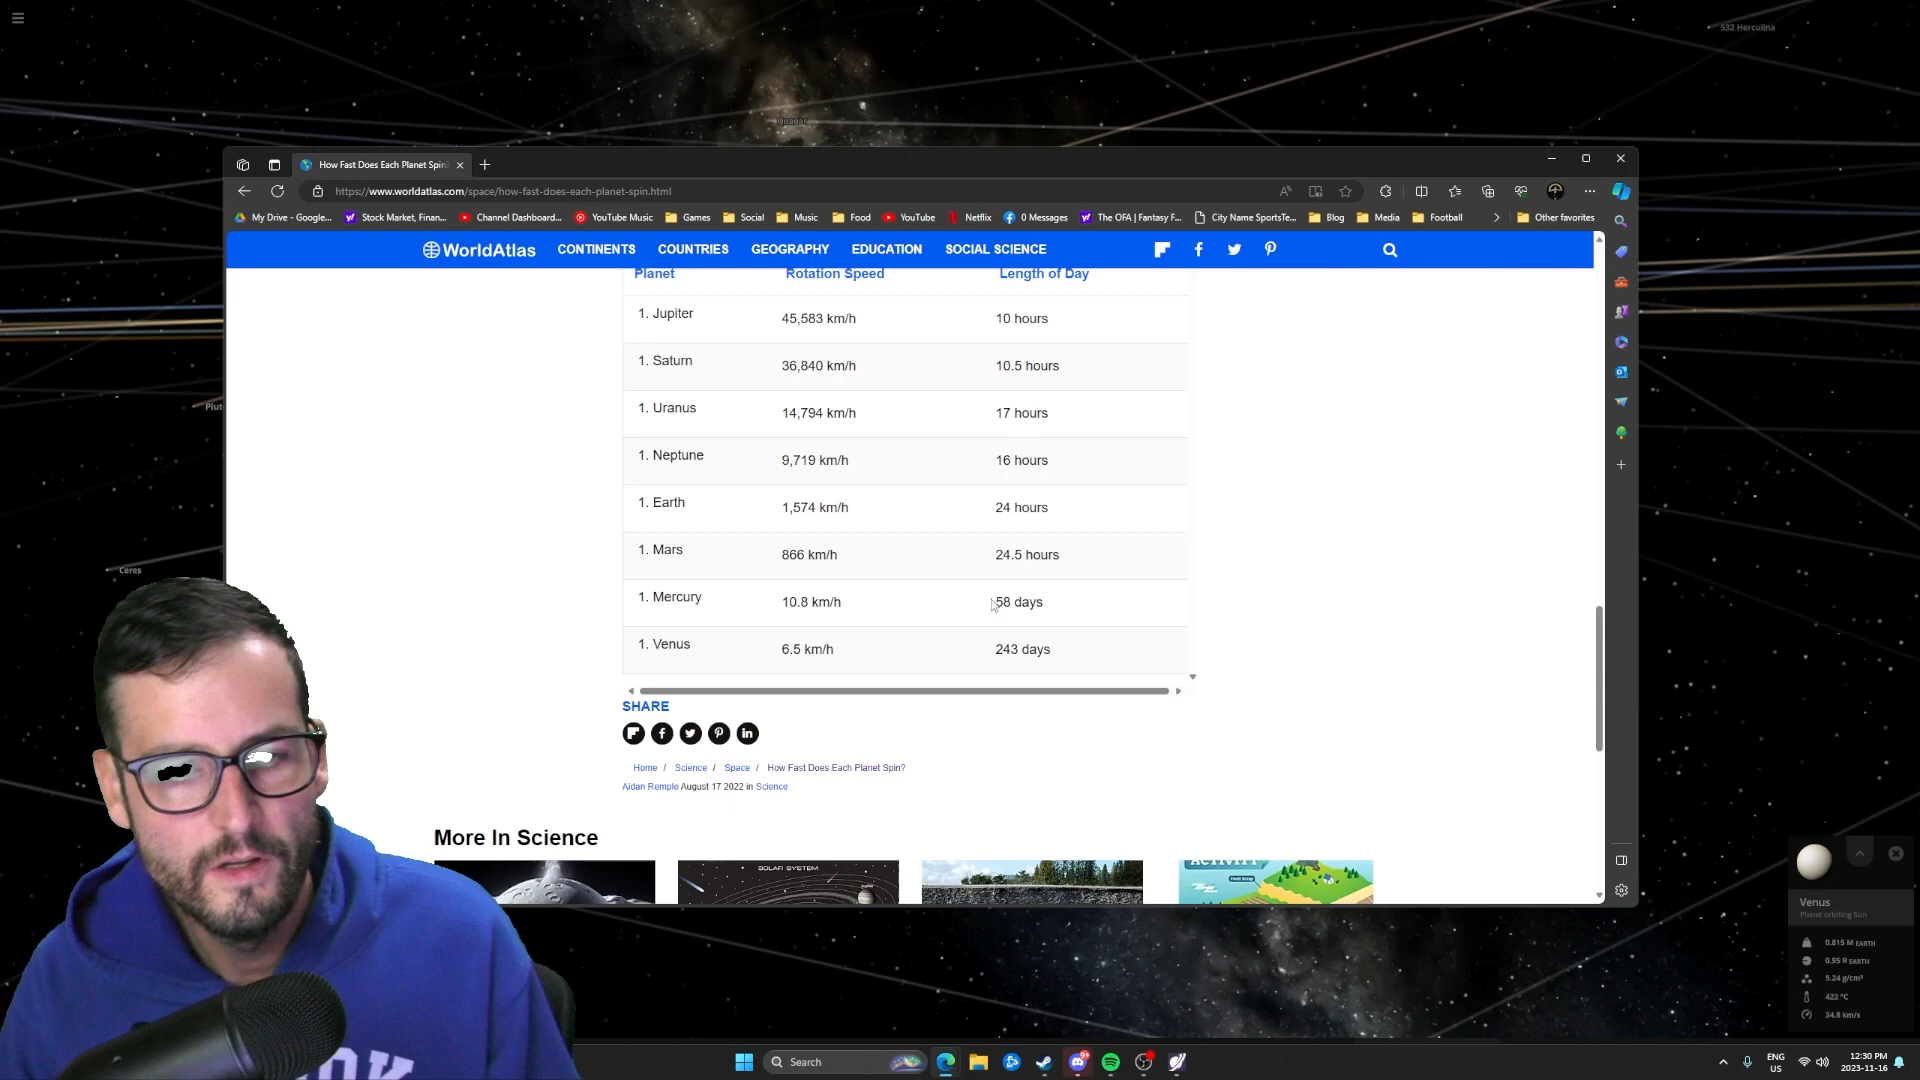 532 Herculina
Quaoar
How Fast Does Each Planet Spin?
https://www.worldatlas.com/space/how-fast-does-each-planet-spin.html
My Drive - Google... Stock Market, Finan... Channel Dashboard... YouTube Music Games Social Music Food YouTube Netflix 0 Messages The OFA | Fantasy F... City Name SportsTe... Blog Media Football Other favorites
WorldAtlas CONTINENTS COUNTRIES GEOGRAPHY EDUCATION SOCIAL SCIENCE
Planet Rotation Speed Length of Day
1. Jupiter 45,583 km/h 10 hours
1. Saturn 36,840 km/h 10.5 hours
Plut
1. Uranus 14,794 km/h 17 hours
1. Neptune 9,719 km/h 16 hours
1. Earth 1,574 km/h 24 hours
1. Mars 866 km/h 24.5 hours
Ceres
1. Mercury 10.8 km/h 58 days
1. Venus 6.5 km/h 243 days
SHARE
Home / Science / Space / How Fast Does Each Planet Spin?
Aidan Remple August 17 2022 in Science
More In Science
SOLAR SYSTEM
ACTIVITY
Venus
Planet orbiting Sun
0.815 M EARTH
0.95 R EARTH
5.24 g/cm³
422 °C
34.8 km/s
Search
ENG
US
12:30 PM
2023-11-16